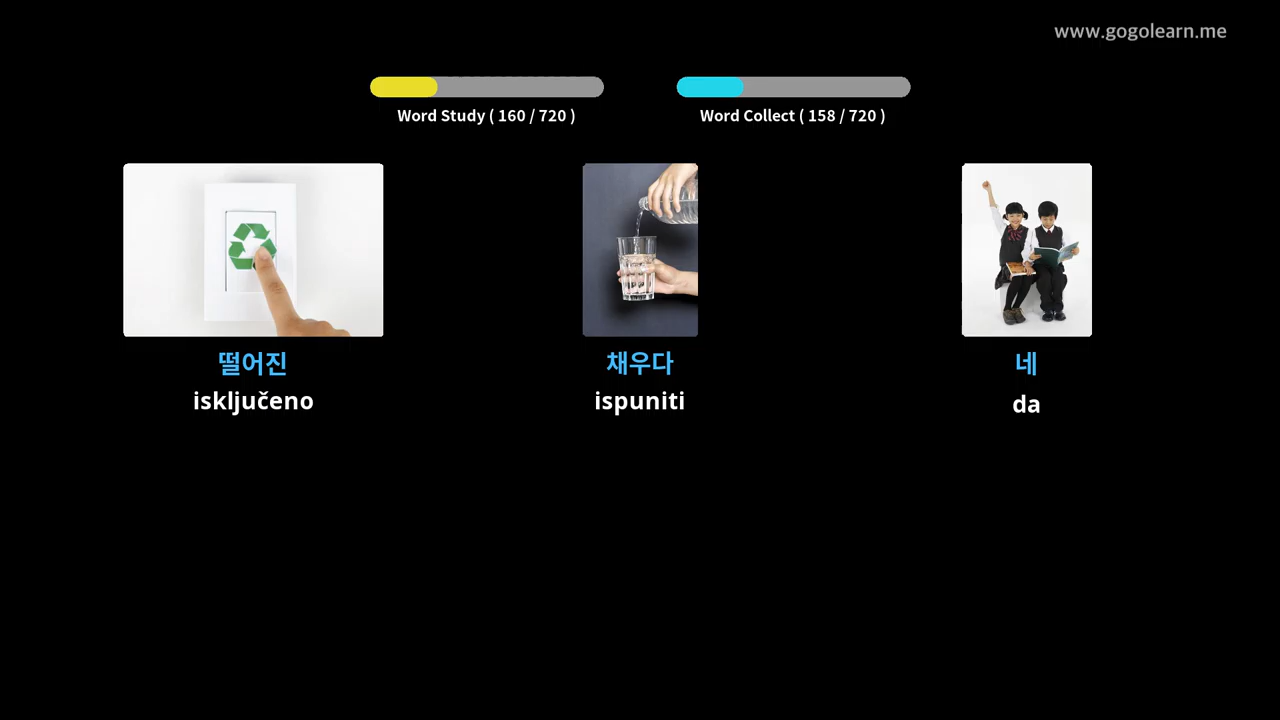 www.gogolearn.me
Word Study ( 160 / 720 )
Word Collect ( 158 / 720 )
떨어진
isključeno
채우다
ispuniti
네
da